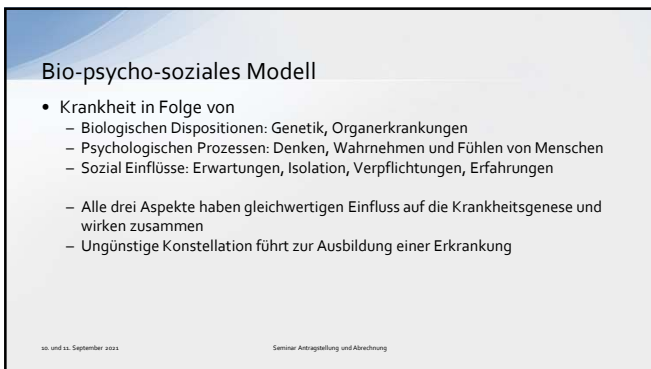 Bio-psycho-soziales Modell
• Krankheit in Folge von
– Biologischen Dispositionen: Genetik, Organerkrankungen
– Psychologischen Prozessen: Denken, Wahrnehmen und Fühlen von Menschen
– Sozial Einflüsse: Erwartungen, Isolation, Verpflichtungen, Erfahrungen
– Alle drei Aspekte haben gleichwertigen Einfluss auf die Krankheitsgenese und
wirken zusammen
– Ungünstige Konstellation führt zur Ausbildung einer Erkrankung
10. und 11. September 2021
Seminar Antragstellung und Abrechnung